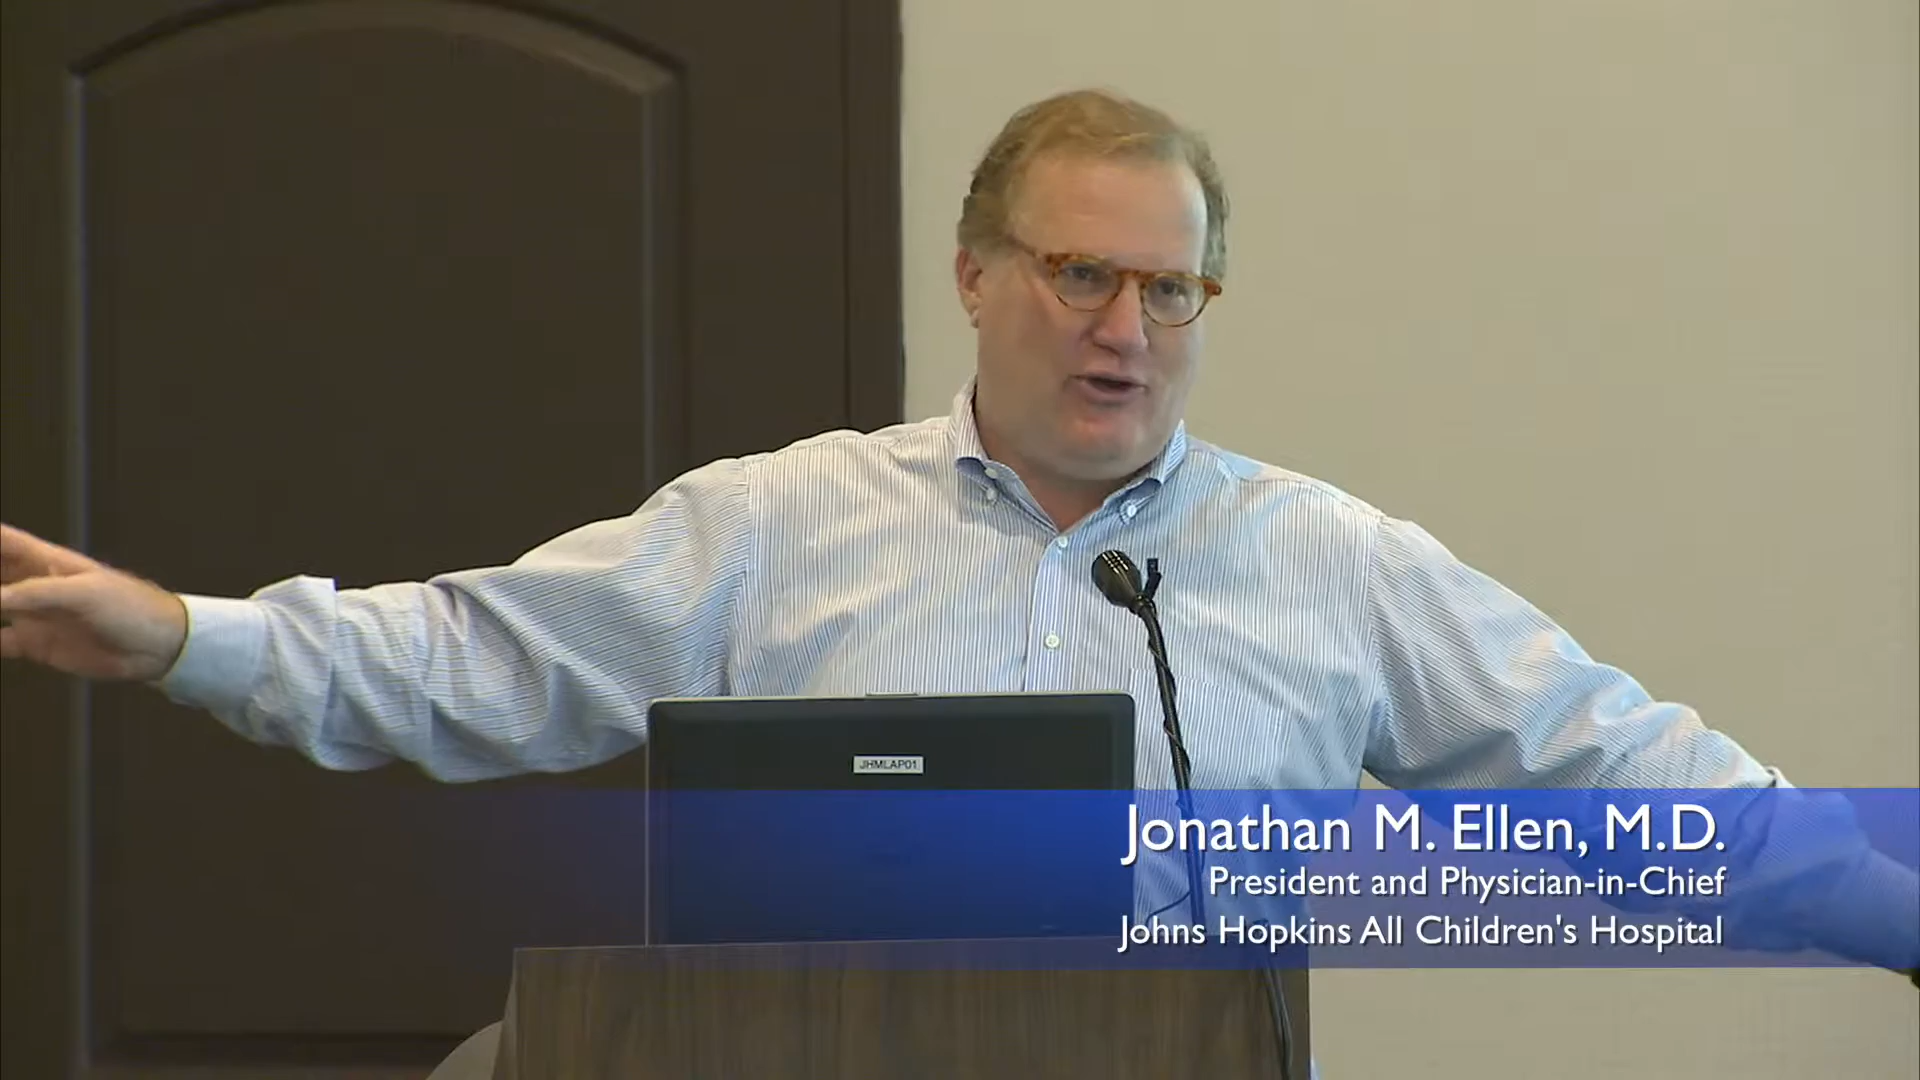 JHMLAP01
Jonathan M. Ellen, M.D.
President and Physician-in-Chief
Johns Hopkins All Children's Hospital